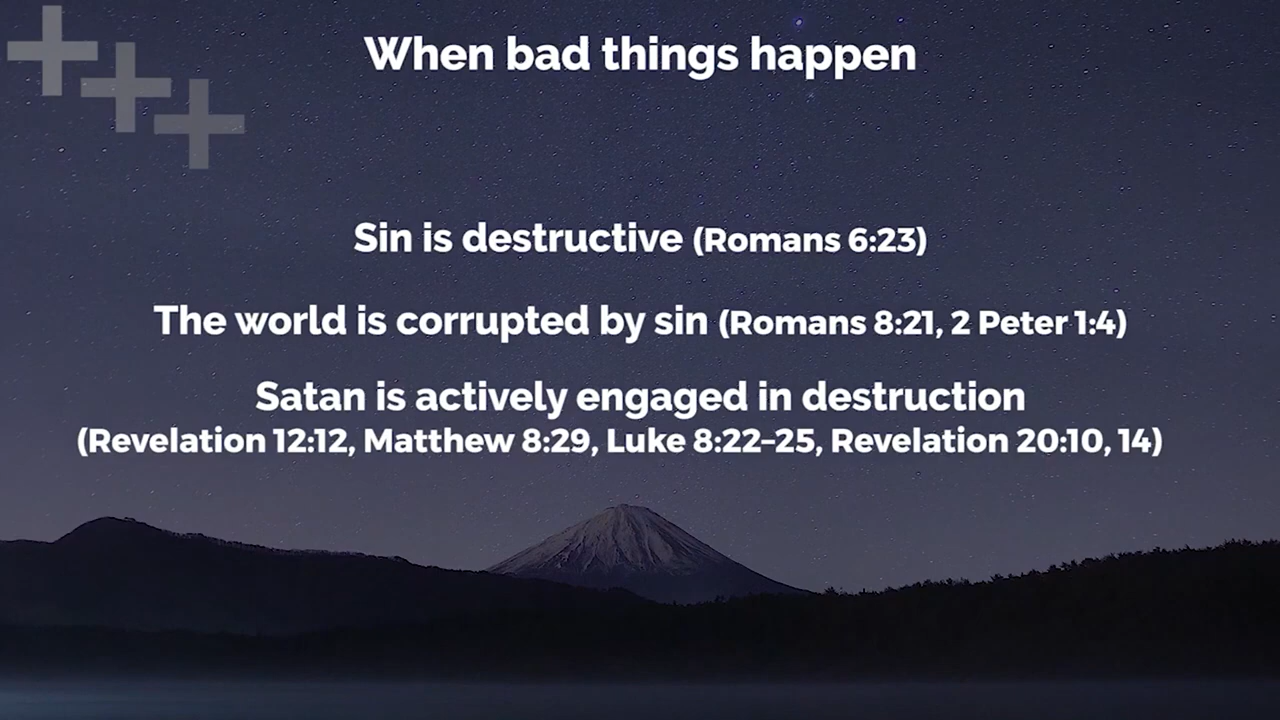 When bad things happen
Sin is destructive (Romans 6:23)
The world is corrupted by sin (Romans 8:21, 2 Peter 1:4)
Satan is actively engaged in destruction
(Revelation 12:12, Matthew 8:29, Luke 8:22–25, Revelation 20:10, 14)